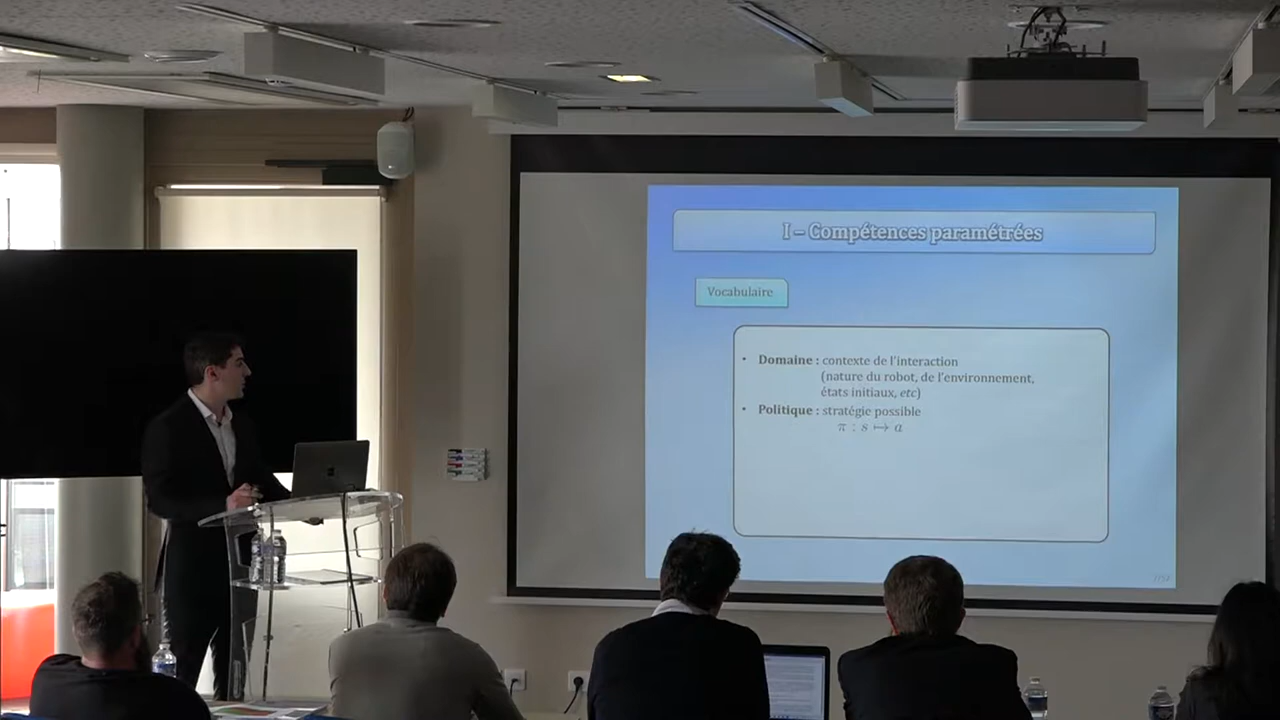 I – Compétences paramétrées
Vocabulaire
• Domaine : contexte de l'interaction
(nature du robot, de l'environnement,
états initiaux, etc)
• Politique : stratégie possible
π : s ↦ a